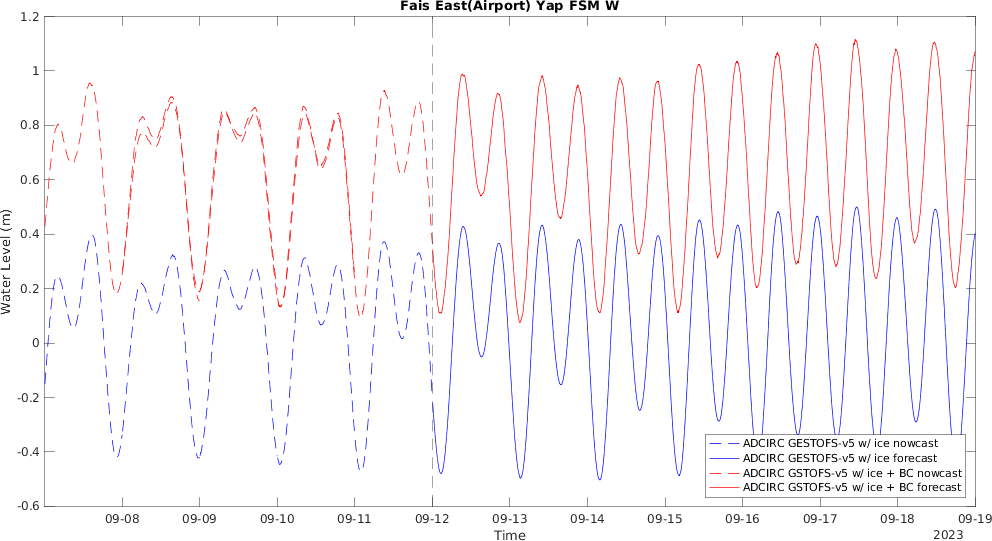 Fais East(Airport) Yap FSM W
1.2
1
0.8
0.6
0.4
0.2
0
-0.2
-0.4
-0.6
Water Level (m)
ADCIRC GESTOFS-v5 w/ ice nowcast
ADCIRC GESTOFS-v5 w/ ice forecast
ADCIRC GSTOFS-v5 w/ ice + BC nowcast
ADCIRC GSTOFS-v5 w/ ice + BC forecast
09-08 09-09 09-10 09-11 09-12 09-13 09-14 09-15 09-16 09-17 09-18 09-19
Time
2023